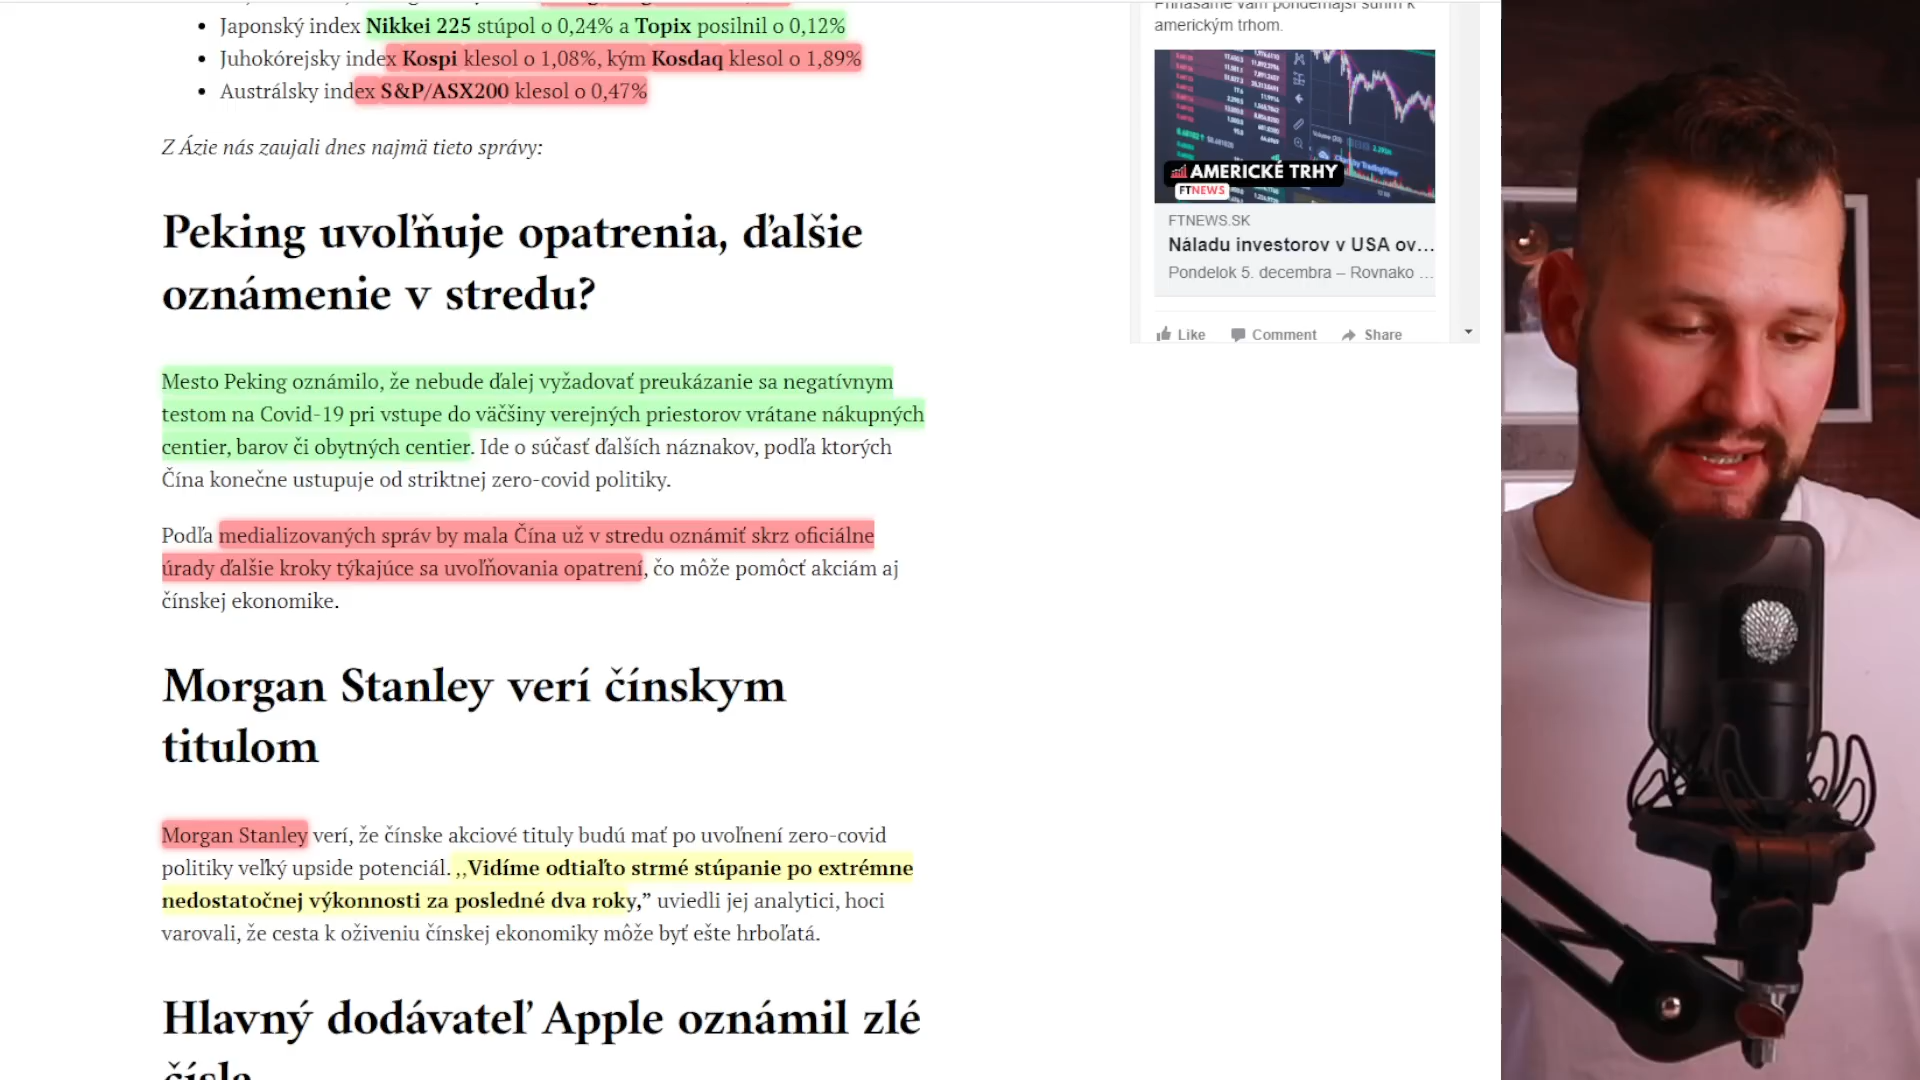 Japonský index Nikkei 225 stúpol o 0,24% a Topix posilnil o 0,12%
Juhokórejsky index Kospi klesol o 1,08%, kým Kosdaq klesol o 1,89%
Austrálsky index S&P/ASX200 klesol o 0,47%
Z Ázie nás zaujali dnes najmä tieto správy:
Peking uvoľňuje opatrenia, ďalšie
oznámenie v stredu?
Mesto Peking oznámilo, že nebude ďalej vyžadovať preukázanie sa negatívnym
testom na Covid-19 pri vstupe do väčšiny verejných priestorov vrátane nákupných
centier, barov či obytných centier. Ide o súčasť ďalších náznakov, podľa ktorých
Čína konečne ustupuje od striktnej zero-covid politiky.
Podľa medializovaných správ by mala Čína už v stredu oznámiť skrz oficiálne
úrady ďalšie kroky týkajúce sa uvoľňovania opatrení, čo môže pomôcť akciám aj
čínskej ekonomike.
Morgan Stanley verí čínskym
titulom
Morgan Stanley verí, že čínske akciové tituly budú mať po uvoľnení zero-covid
politiky veľký upside potenciál. ,,Vidíme odtiaľto strmé stúpanie po extrémne
nedostatočnej výkonnosti za posledné dva roky,” uviedli jej analytici, hoci
varovali, že cesta k oživeniu čínskej ekonomiky môže byť ešte hrboľatá.
Hlavný dodávateľ Apple oznámil zlé
čísla
Prinášame vám pondelňajší súhrn k
americkým trhom.
AMERICKÉ TRHY
FTNEWS
FTNEWS.SK
Náladu investorov v USA ov...
Pondelok 5. decembra – Rovnako ...
Like Comment Share